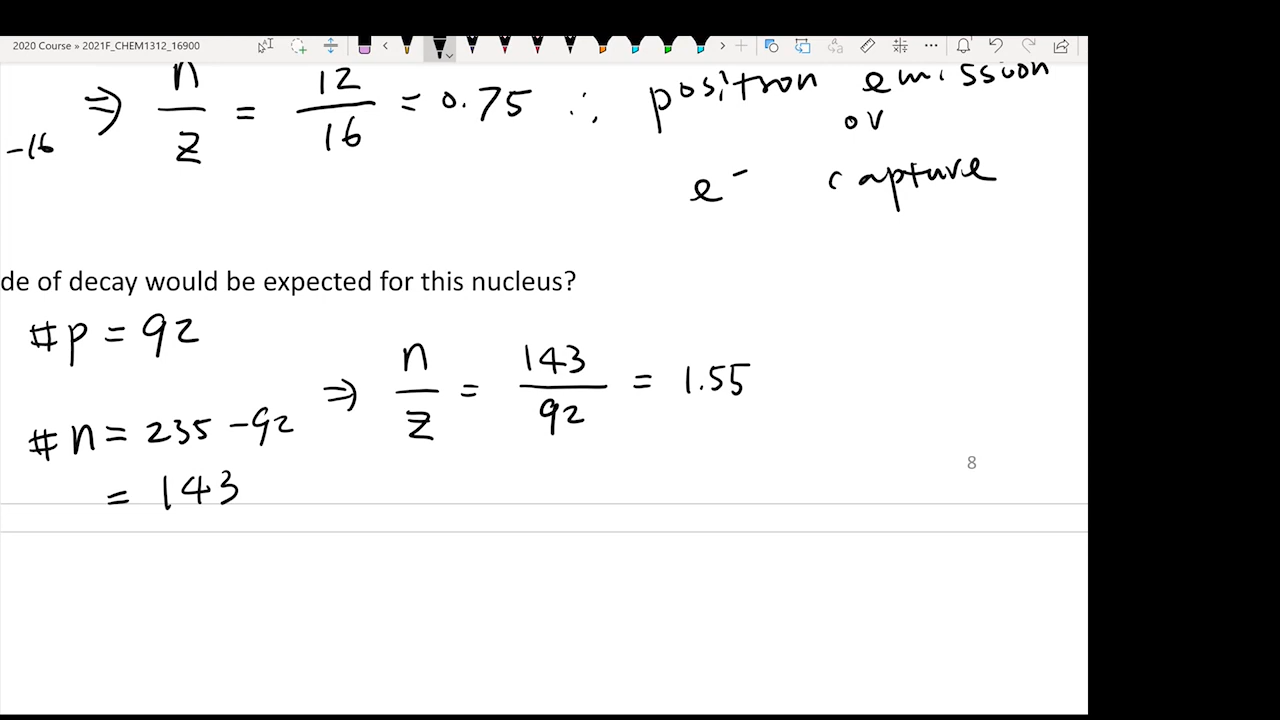 2020 Course » 2021F_CHEM1312_16900
-16 ⇒ n/z = 12/16 = 0.75 ∴ positron emission
or
e⁻ capture
de of decay would be expected for this nucleus?
#p = 92
⇒ n/z = 143/92 = 1.55
#n = 235 -92
= 143
8